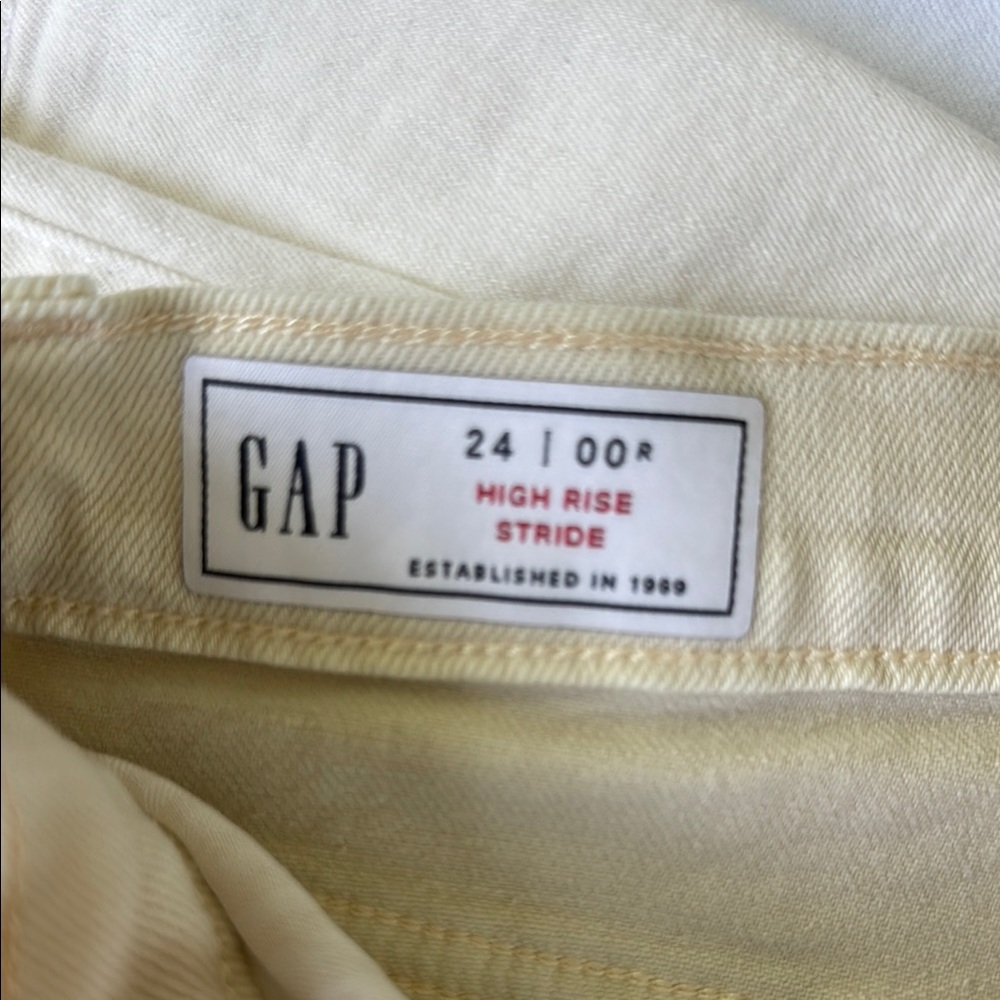 GAP
24 | 00R
HIGH RISE
STRIDE
ESTABLISHED IN 1969